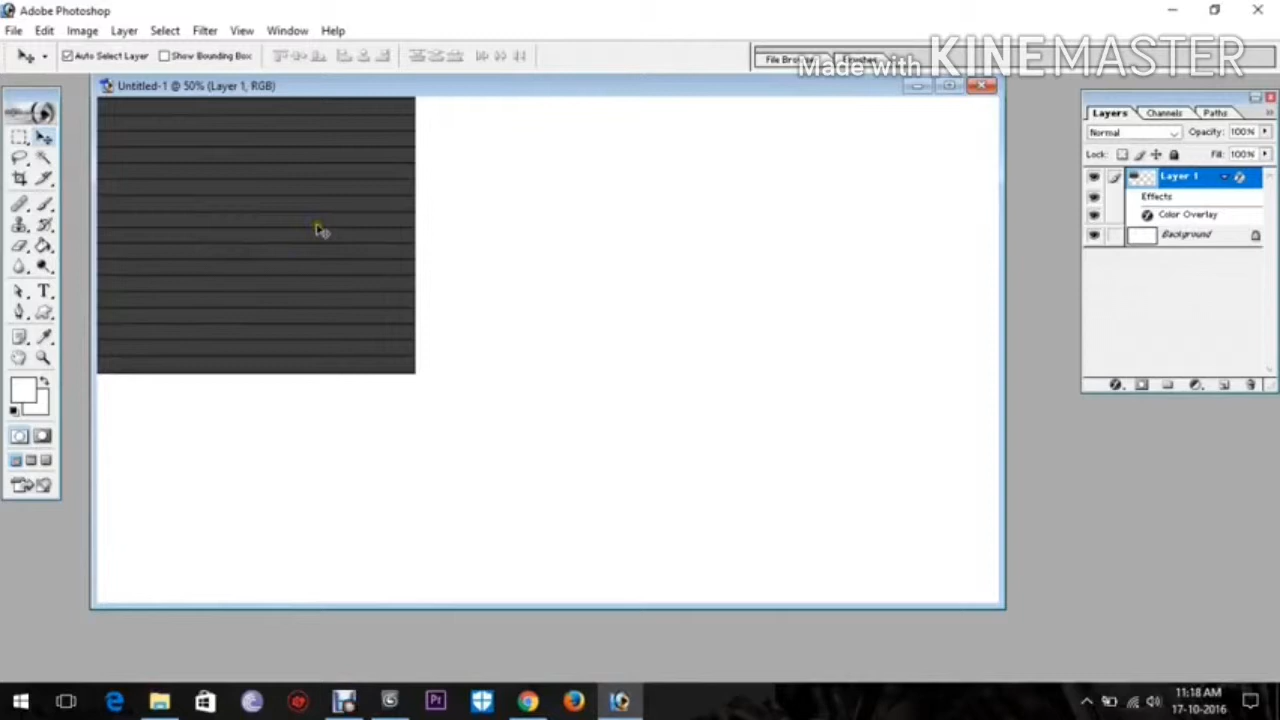 Adobe Photoshop
File Edit Image Layer Select Filter View Window Help
Auto Select Layer Show Bounding Box
File
Made with KINEMASTER
Untitled-1 @ 50% (Layer 1, RGB)
Layers Channels Paths
Normal Opacity: 100%
Lock: Fill: 100%
Layer 1
Effects
Color Overlay
Background
T
Pr
11:18 AM
17-10-2016